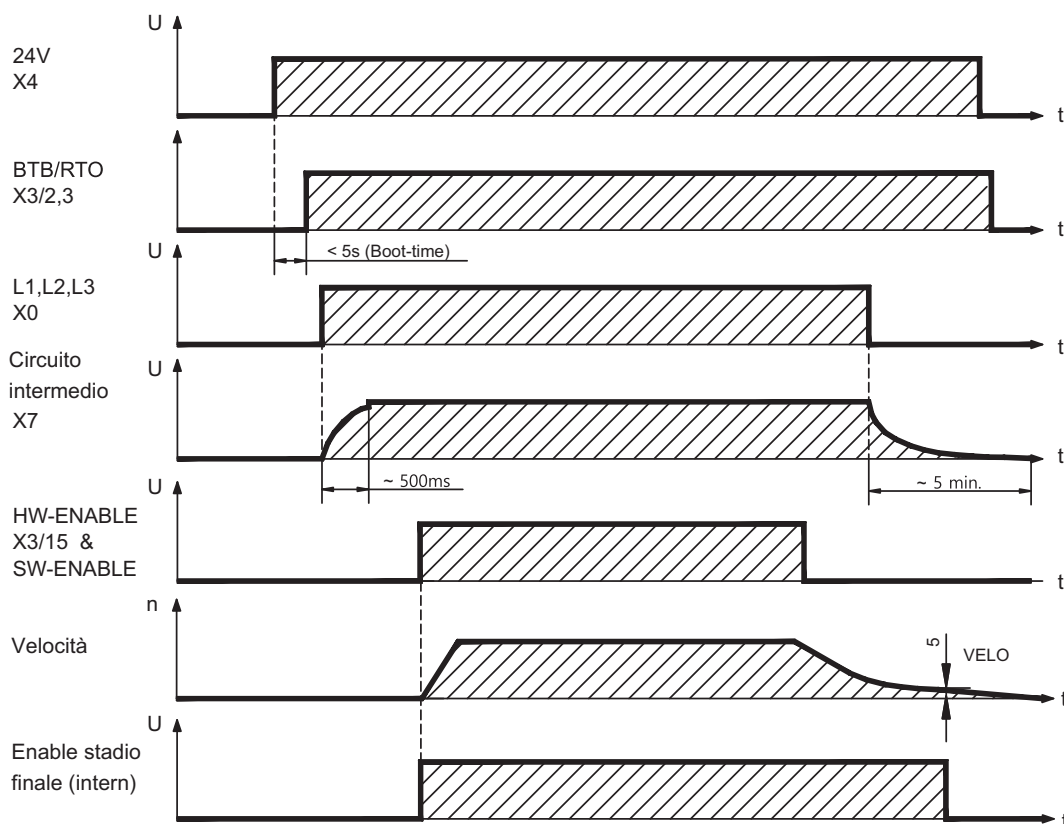 U
24V
X4
t
BTB/RTO
X3/2,3
t
< 5s (Boot-time)
U
L1,L2,L3
X0
t
Circuito
intermedio
X7
U
t
~ 500ms
~ 5 min.
U
HW-ENABLE
X3/15 &
SW-ENABLE
t
n
Velocità
5
VELO
t
U
Enable stadio
finale (intern)
t